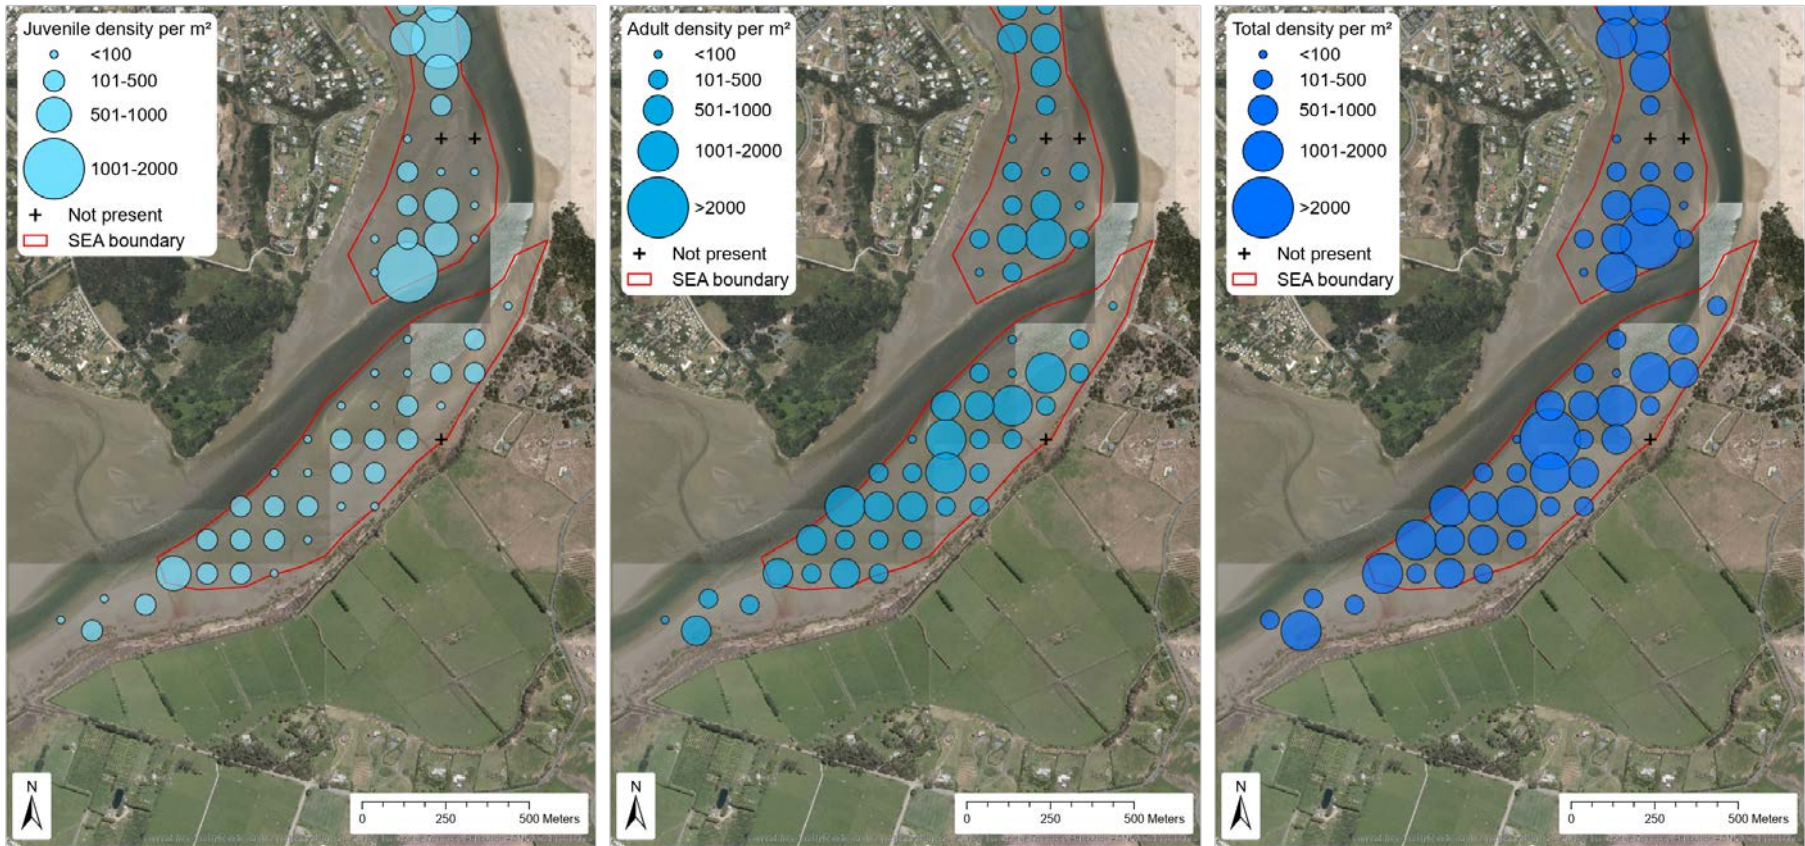 Juvenile density per m²
<100
101-500
501-1000
1001-2000
Not present
SEA boundary
N
0 250 500 Meters
Adult density per m²
<100
101-500
501-1000
1001-2000
>2000
Not present
SEA boundary
N
0 250 500 Meters
Total density per m²
<100
101-500
501-1000
1001-2000
>2000
Not present
SEA boundary
N
0 250 500 Meters